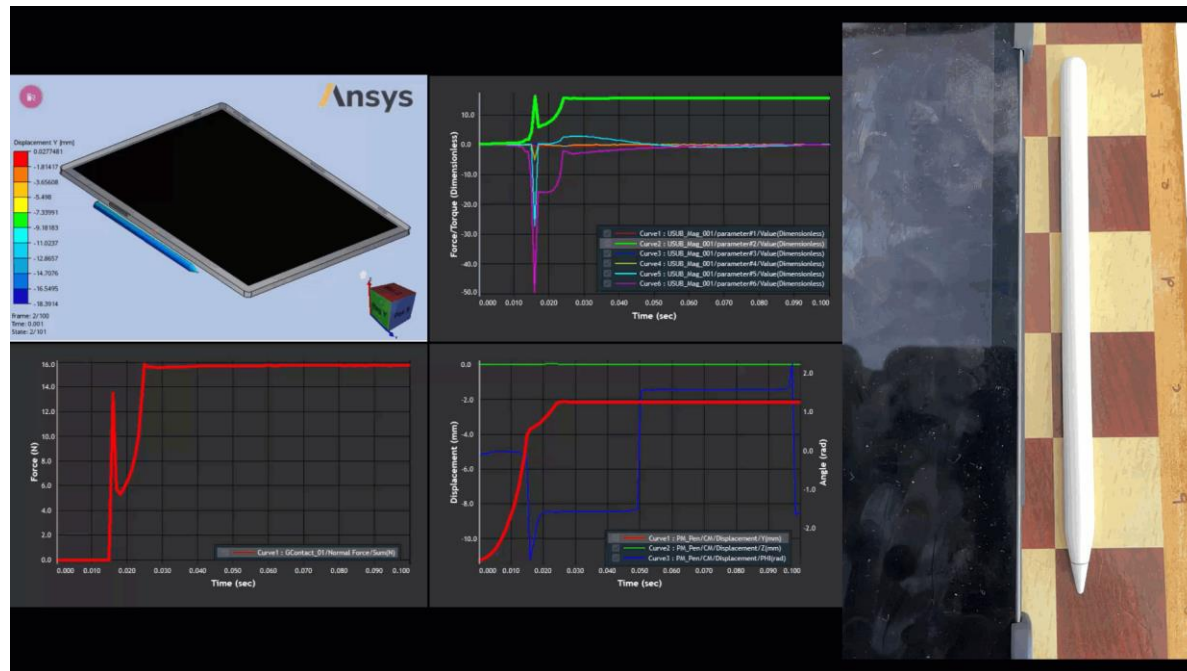 Ansys
Displacement Y [mm]
0.0277481
-1.81417
-3.65608
-5.498
-7.33991
-9.18183
-11.0237
-12.8657
-14.7076
-16.5495
-18.3914
Frame: 2/100
Time: 0.001
State: 2/101
Force/Torque (Dimensionless)
10.0
0.0
-10.0
-20.0
-30.0
-40.0
-50.0
Curve1 : USUB_Mag_001/parameter#1/Value(Dimensionless)
Curve2 : USUB_Mag_001/parameter#2/Value(Dimensionless)
Curve3 : USUB_Mag_001/parameter#3/Value(Dimensionless)
Curve4 : USUB_Mag_001/parameter#4/Value(Dimensionless)
Curve5 : USUB_Mag_001/parameter#5/Value(Dimensionless)
Curve6 : USUB_Mag_001/parameter#6/Value(Dimensionless)
0.000 0.010 0.020 0.030 0.040 0.050 0.060 0.070 0.080 0.090 0.100
Time (sec)
Force (N)
16.0
14.0
12.0
10.0
8.0
6.0
4.0
2.0
0.0
Curve1 : GContact_01/Normal Force/Sum(N)
0.000 0.010 0.020 0.030 0.040 0.050 0.060 0.070 0.080 0.090 0.100
Time (sec)
Displacement (mm)
0.0
-2.0
-4.0
-6.0
-8.0
-10.0
2.0
1.0
-0.0
-1.0
-2.0
Angle (rad)
Curve1 : PM_Pen/CM/Displacement/Y(mm)
Curve2 : PM_Pen/CM/Displacement/Z(mm)
Curve3 : PM_Pen/CM/Displacement/PHI(rad)
0.000 0.010 0.020 0.030 0.040 0.050 0.060 0.070 0.080 0.090 0.100
Time (sec)
f
e
d
c
b